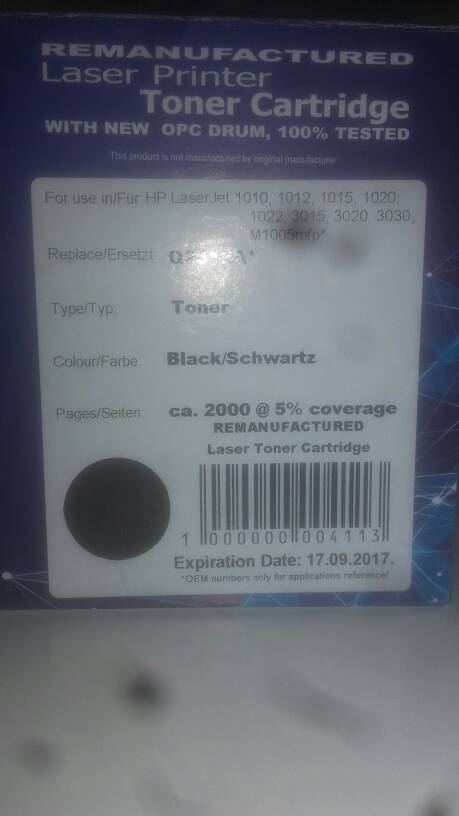 REMANUFACTURED
Laser Printer
Toner Cartridge
WITH NEW OPC DRUM, 100% TESTED
This product is not manufactured by original manufacturer
For use in/Für HP LaserJet 1010, 1012, 1015, 1020,
1022, 3015, 3020, 3030,
M1005mfp*
Replace/Ersetzt:
Type/Typ: Toner
Colour/Farbe: Black/Schwartz
Pages/Seiten: ca. 2000 @ 5% coverage
REMANUFACTURED
Laser Toner Cartridge
1 000000 004113
Expiration Date: 17.09.2017.
*OEM numbers only for applications reference!